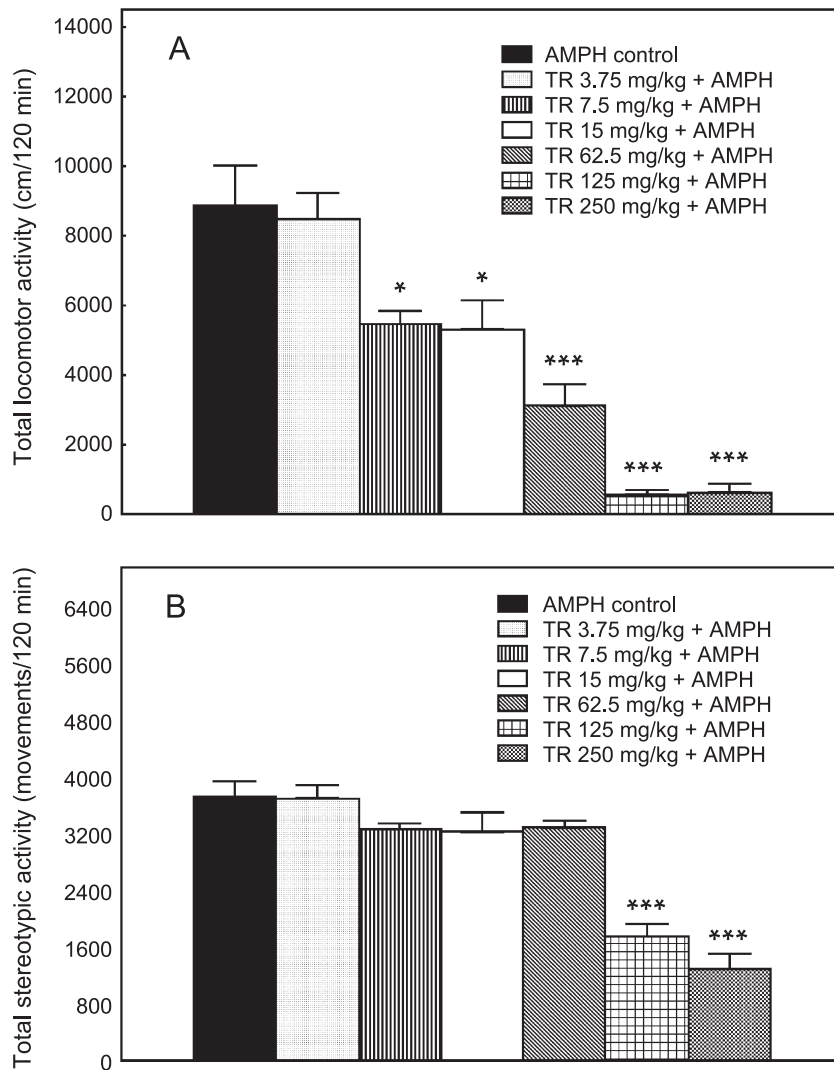 A
Total locomotor activity (cm/120 min)
14000
12000
10000
8000
6000
4000
2000
0
AMPH control
TR 3.75 mg/kg + AMPH
TR 7.5 mg/kg + AMPH
TR 15 mg/kg + AMPH
TR 62.5 mg/kg + AMPH
TR 125 mg/kg + AMPH
TR 250 mg/kg + AMPH
*
*
***
***
***
B
Total stereotypic activity (movements/120 min)
6400
5600
4800
4000
3200
2400
1600
800
0
AMPH control
TR 3.75 mg/kg + AMPH
TR 7.5 mg/kg + AMPH
TR 15 mg/kg + AMPH
TR 62.5 mg/kg + AMPH
TR 125 mg/kg + AMPH
TR 250 mg/kg + AMPH
***
***